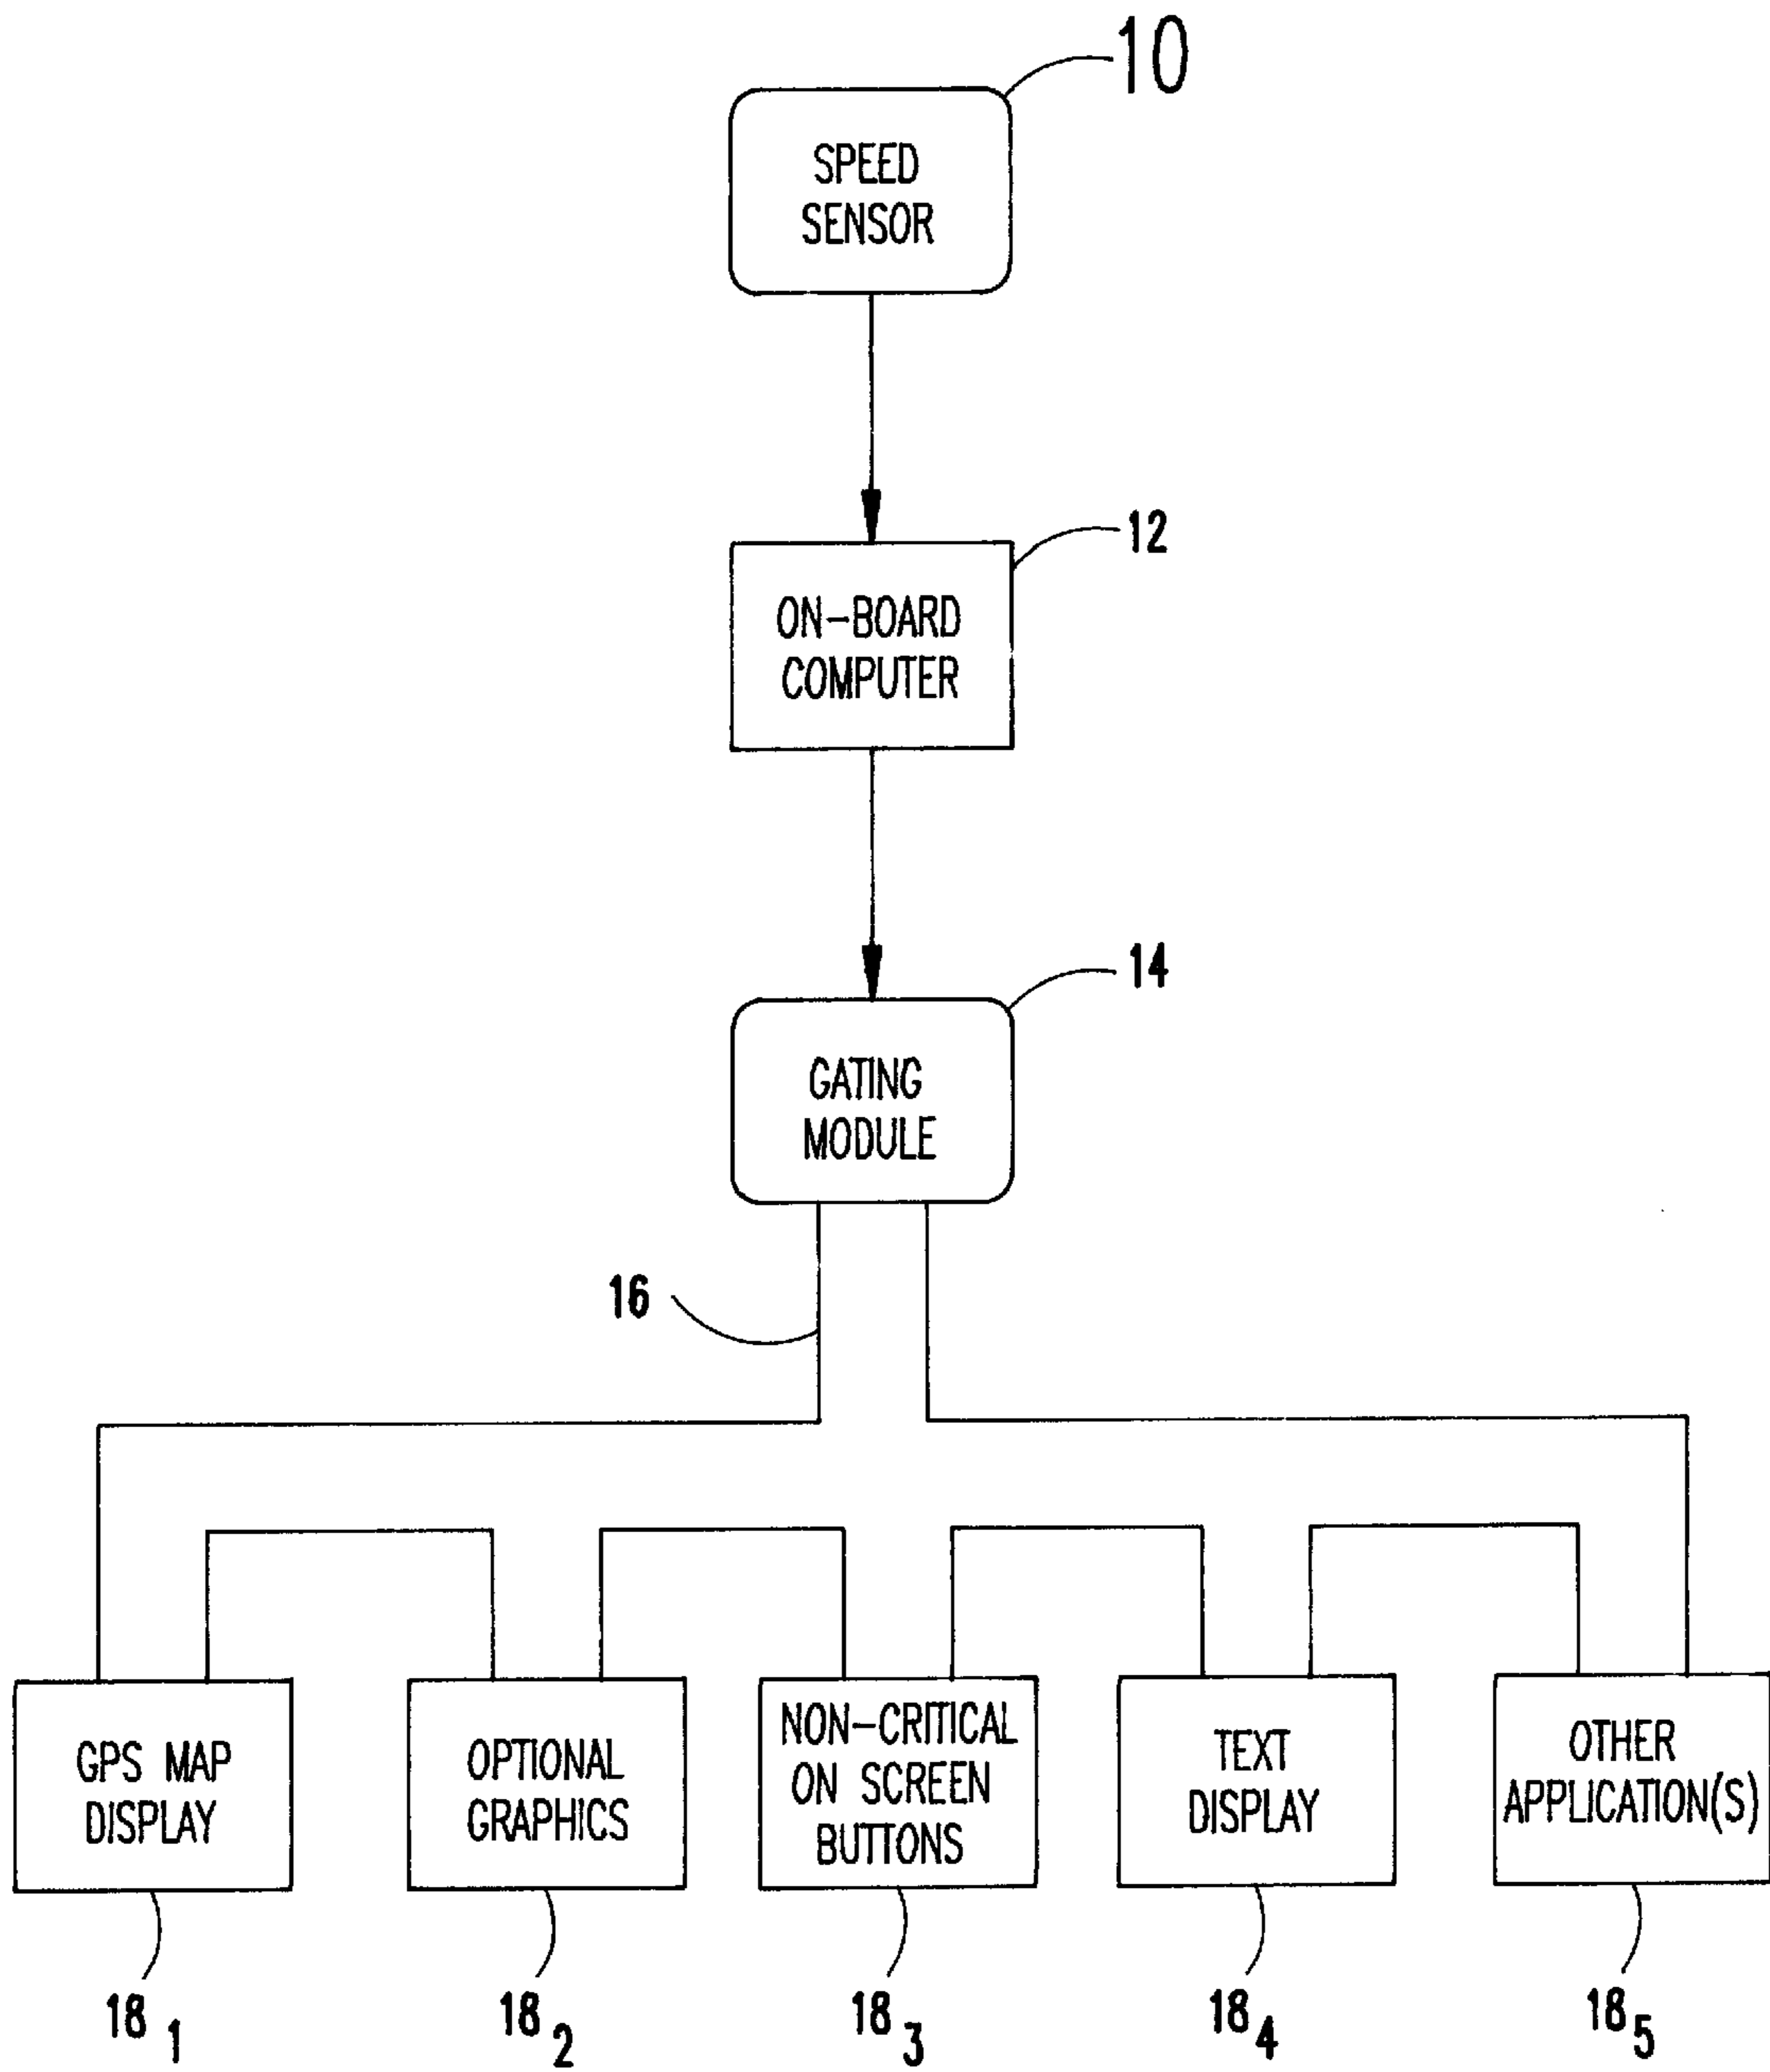 10
SPEED
SENSOR
12
ON-BOARD
COMPUTER
14
GATING
MODULE
16
GPS MAP
DISPLAY
OPTIONAL
GRAPHICS
NON-CRITICAL
ON SCREEN
BUTTONS
TEXT
DISPLAY
OTHER
APPLICATION(S)
18 1
18 2
18 3
18 4
18 5